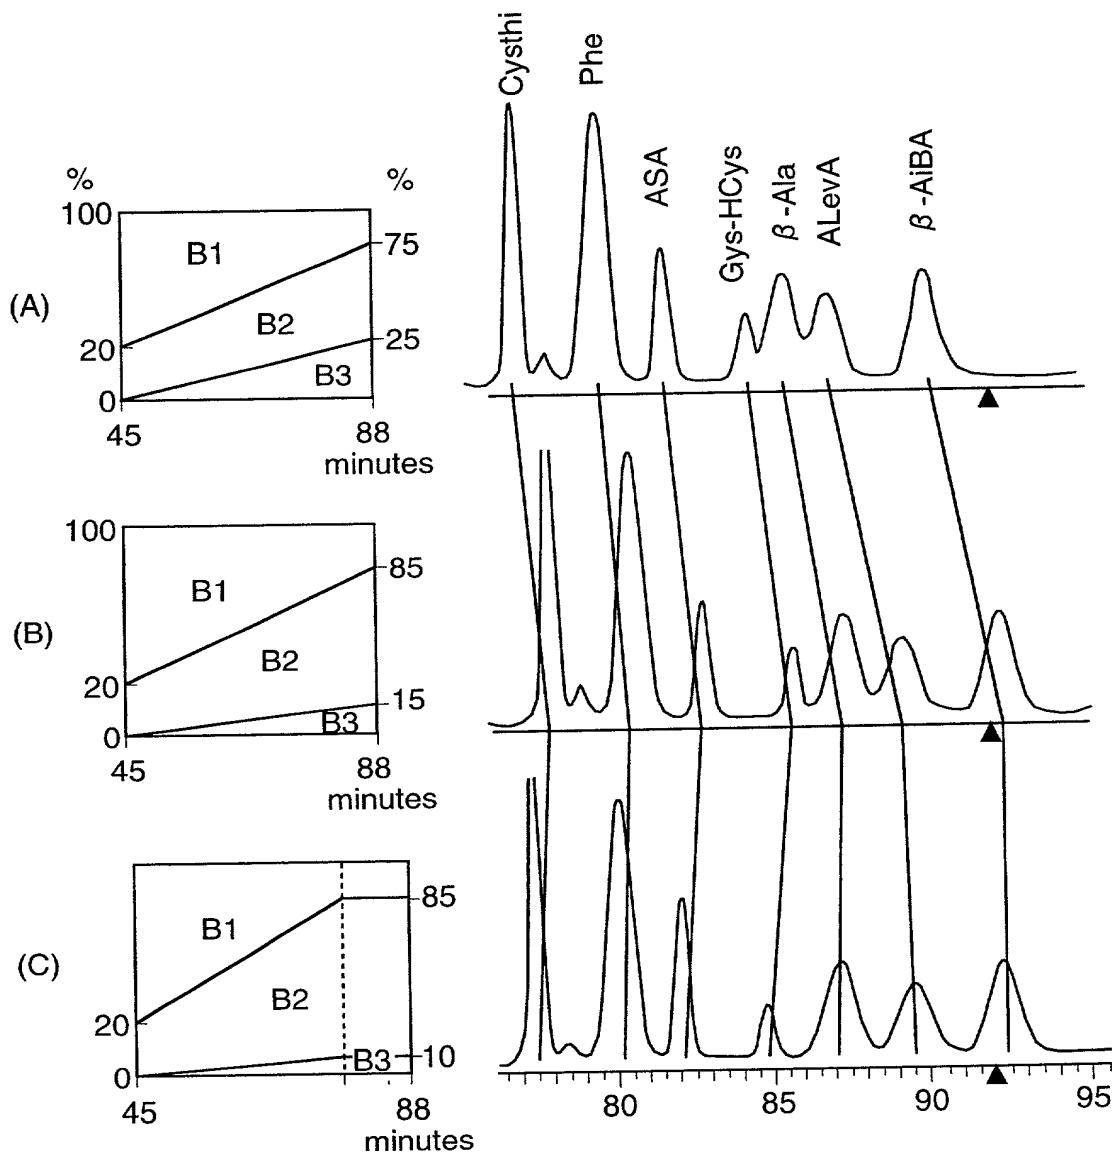 Cysthi
Phe
ASA
Gys-HCys
β-Ala
ALevA
β-AiBA
(A)
%
%
100
B1
75
20
B2
25
B3
0
45
88
minutes
(B)
100
B1
85
20
B2
15
B3
0
45
88
minutes
(C)
B1
85
20
B2
B3
10
0
45
88
minutes
80
85
90
95